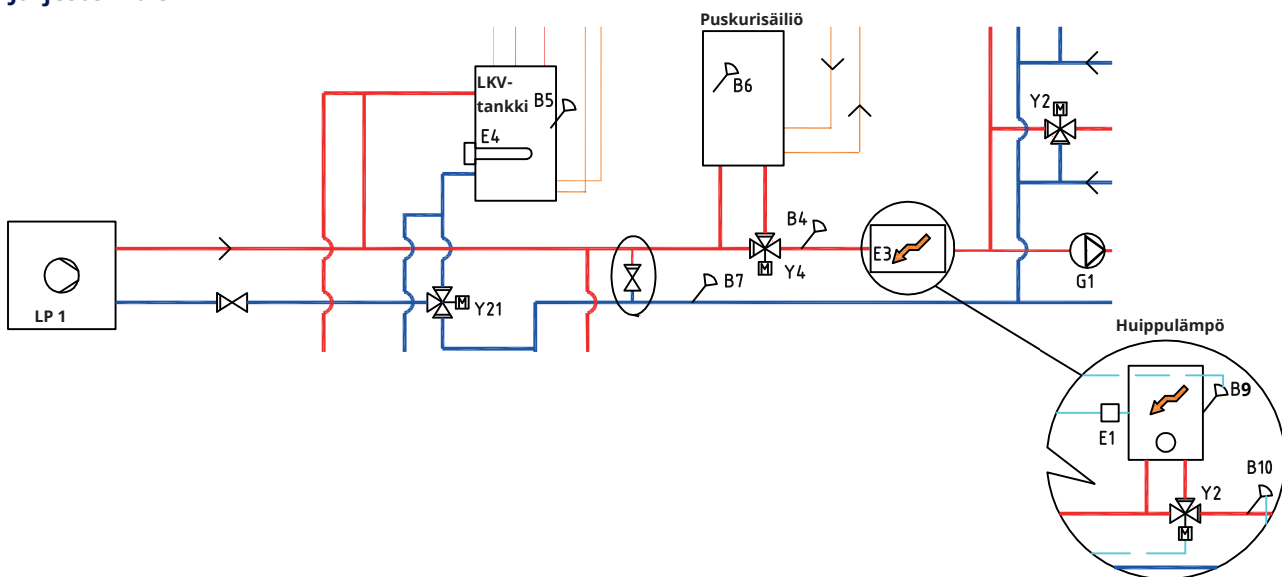 Puskurisäiliö
LKV-
tankki
B5
E4
B6
Y2
M
B4
E3
M
Y4
G1
B7
LP 1
M
Y21
Huippulämpö
B9
E1
B10
Y2
M